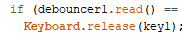 if (debouncer1.read() ==
Keyboard.release(key1);